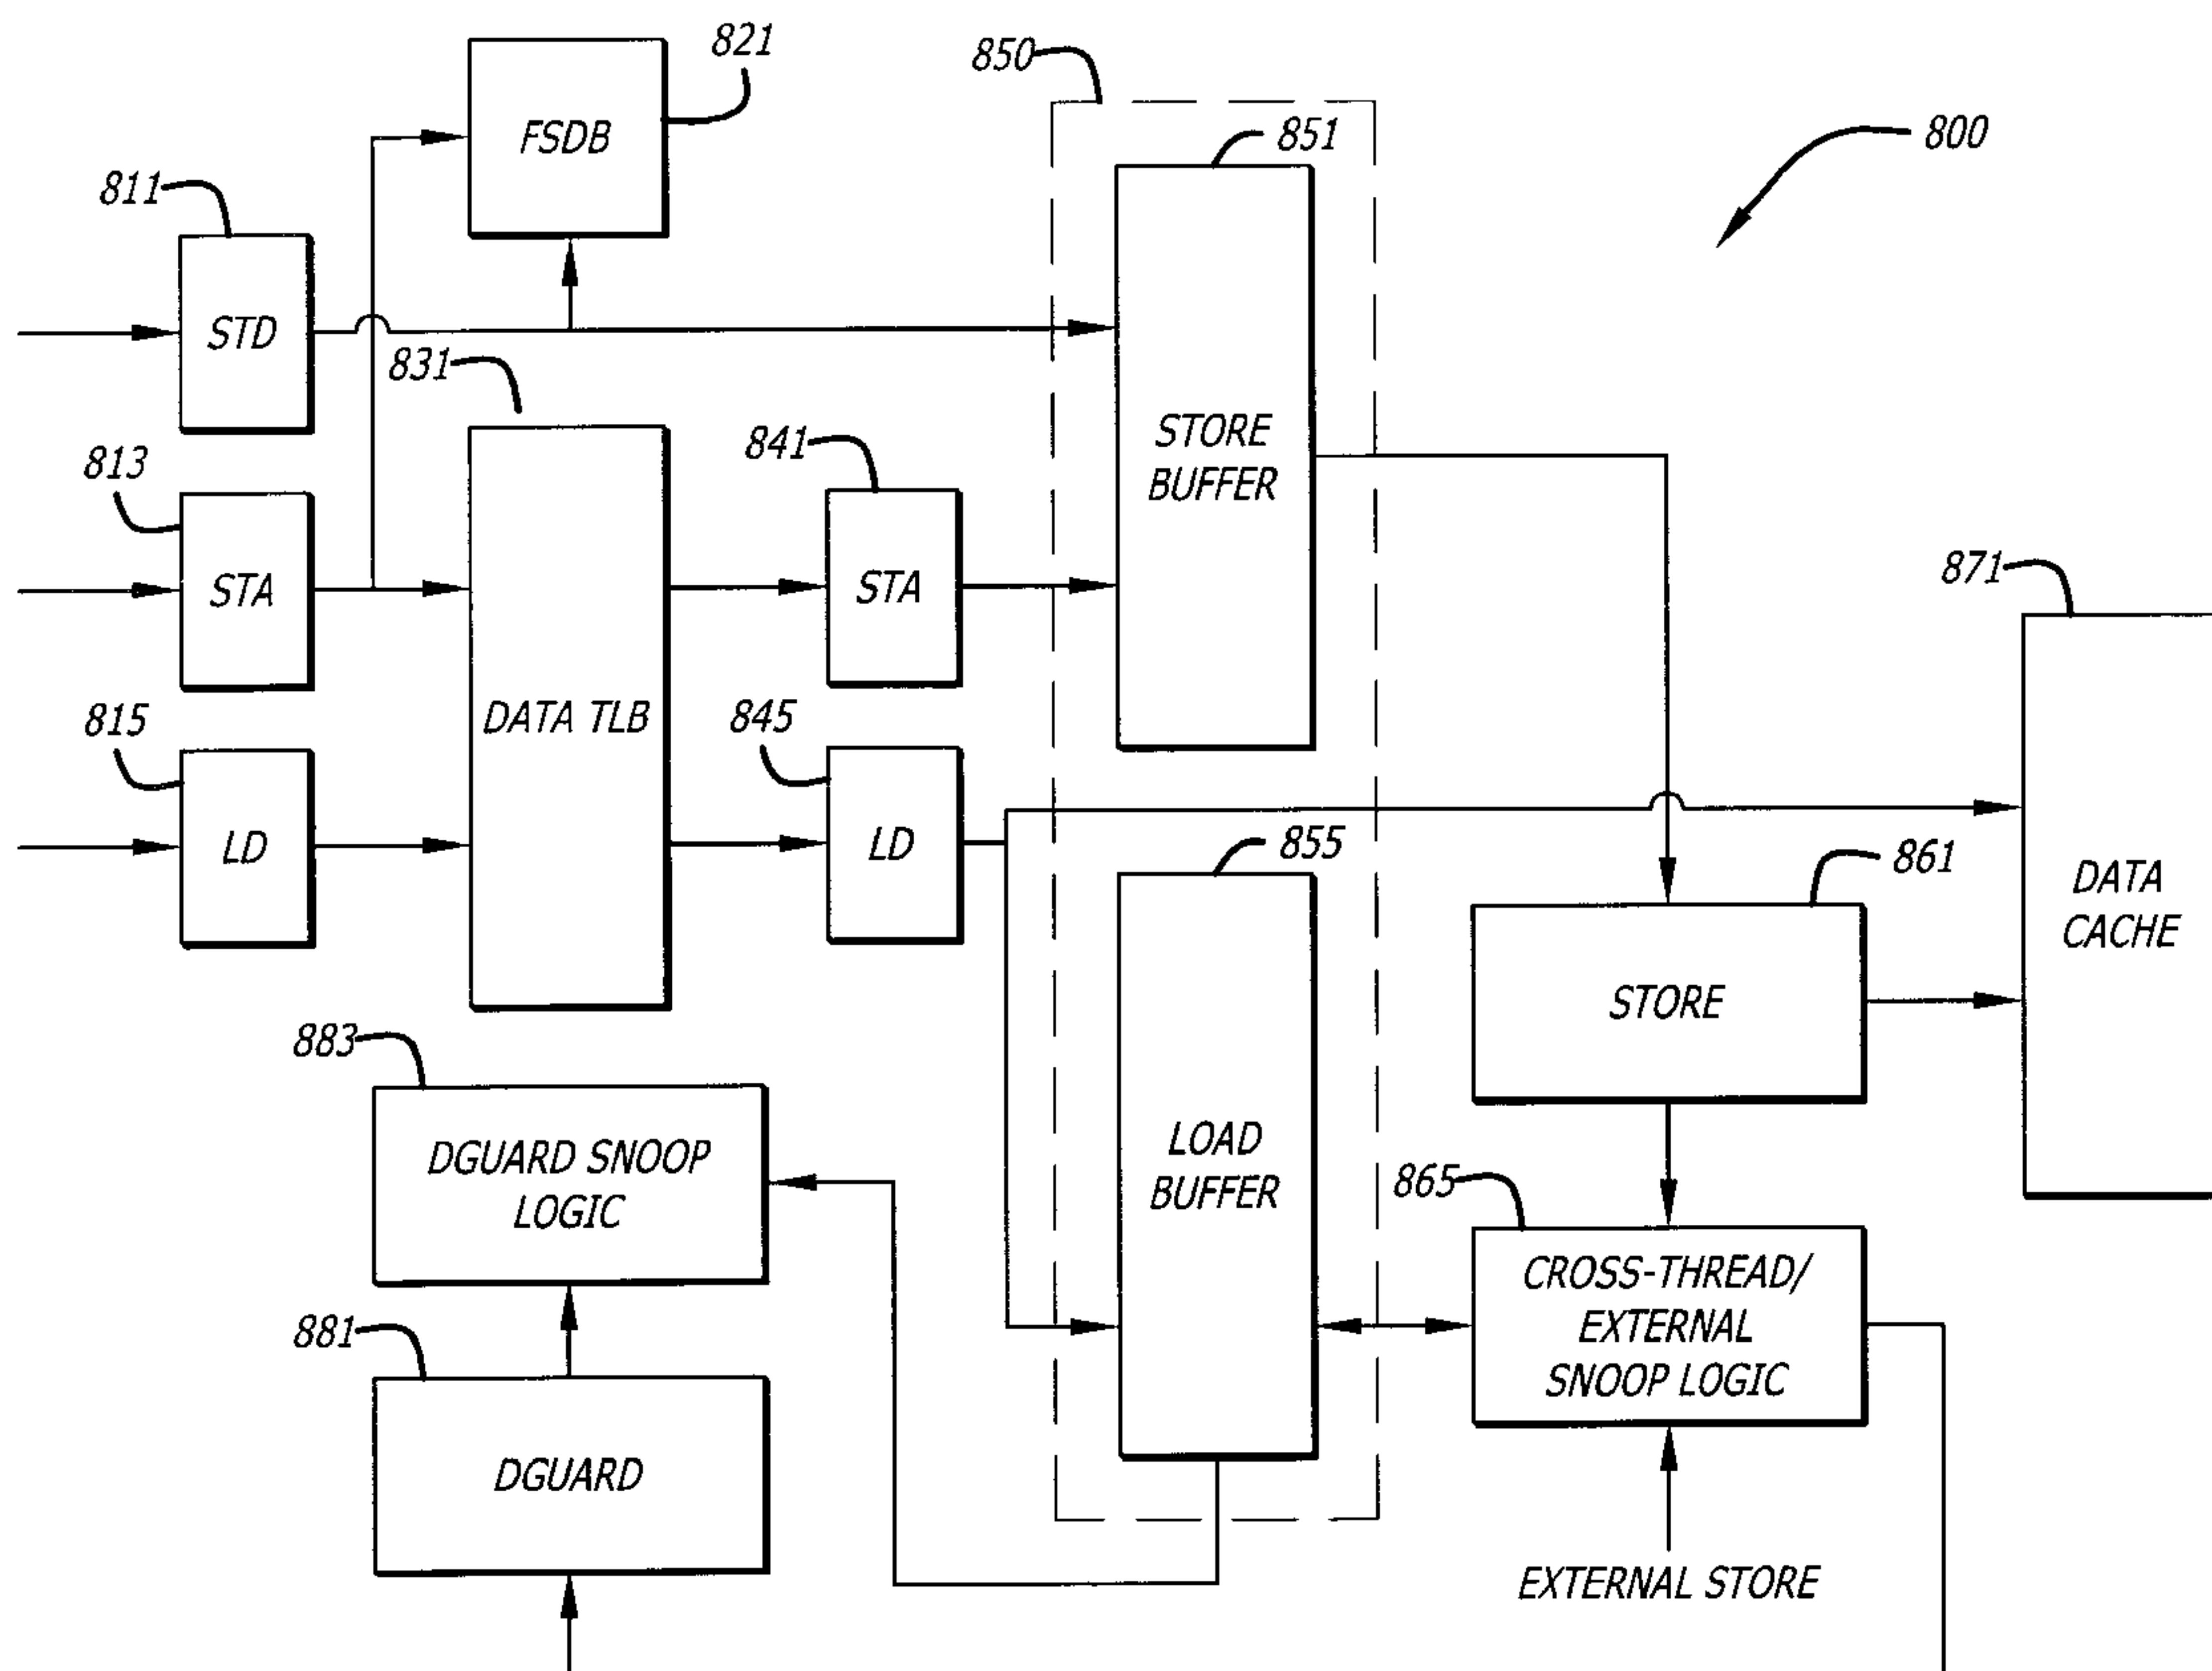 821
850
FSDB
851
800
811
STD
831
841
STORE
BUFFER
813
STA
STA
871
815
DATA TLB
845
LD
LD
855
861
DATA
CACHE
STORE
883
DGUARD SNOOP
LOGIC
LOAD
BUFFER
865
CROSS-THREAD/
EXTERNAL
SNOOP LOGIC
881
DGUARD
EXTERNAL STORE